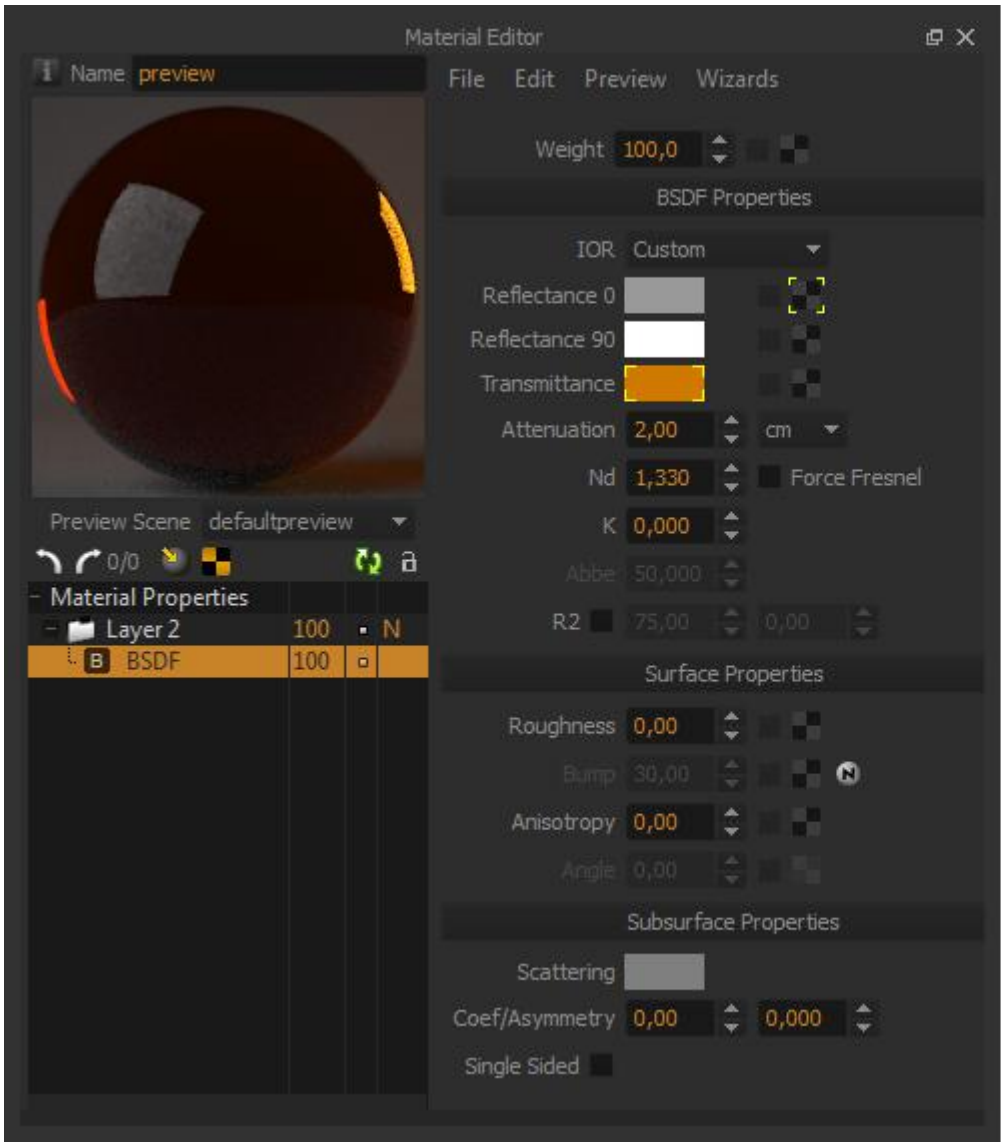 Material Editor
Name preview
File Edit Preview Wizards
Weight 100,0
BSDF Properties
IOR Custom
Reflectance 0
Reflectance 90
Transmittance
Attenuation 2,00 cm
Nd 1,330 Force Fresnel
K 0,000
Abbe 50,000
R2 75,00 0,00
Surface Properties
Roughness 0,00
Bump 30,00 N
Anisotropy 0,00
Angle 0,00
Subsurface Properties
Scattering
Coef/Asymmetry 0,00 0,000
Single Sided
Preview Scene defaultpreview
0/0
Material Properties
Layer 2 100 N
B BSDF 100